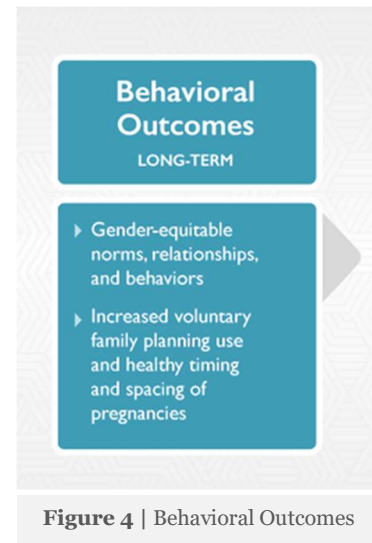 Behavioral
Outcomes
LONG-TERM
Gender-equitable
norms, relationships,
and behaviors
Increased voluntary
family planning use
and healthy timing
and spacing of
pregnancies
Figure 4 | Behavioral Outcomes